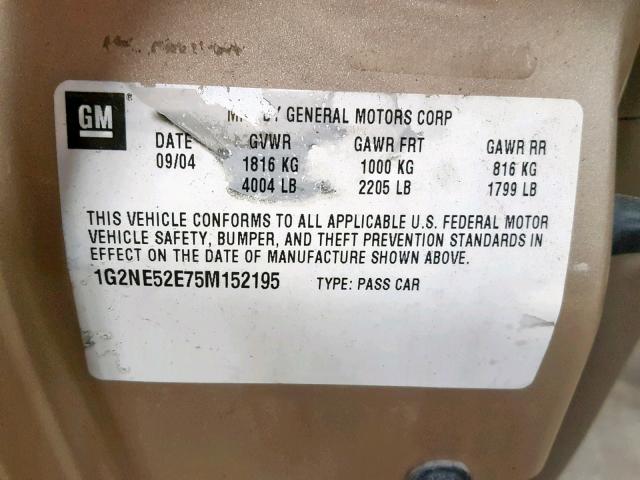 GM
GENERAL MOTORS CORP
DATE GVWR GAWR FRT GAWR RR
09/04 1816 KG 1000 KG 816 KG
4004 LB 2205 LB 1799 LB
THIS VEHICLE CONFORMS TO ALL APPLICABLE U.S. FEDERAL MOTOR
VEHICLE SAFETY, BUMPER, AND THEFT PREVENTION STANDARDS IN
EFFECT ON THE DATE OF MANUFACTURE SHOWN ABOVE.
1G2NE52E75M152195 TYPE: PASS CAR